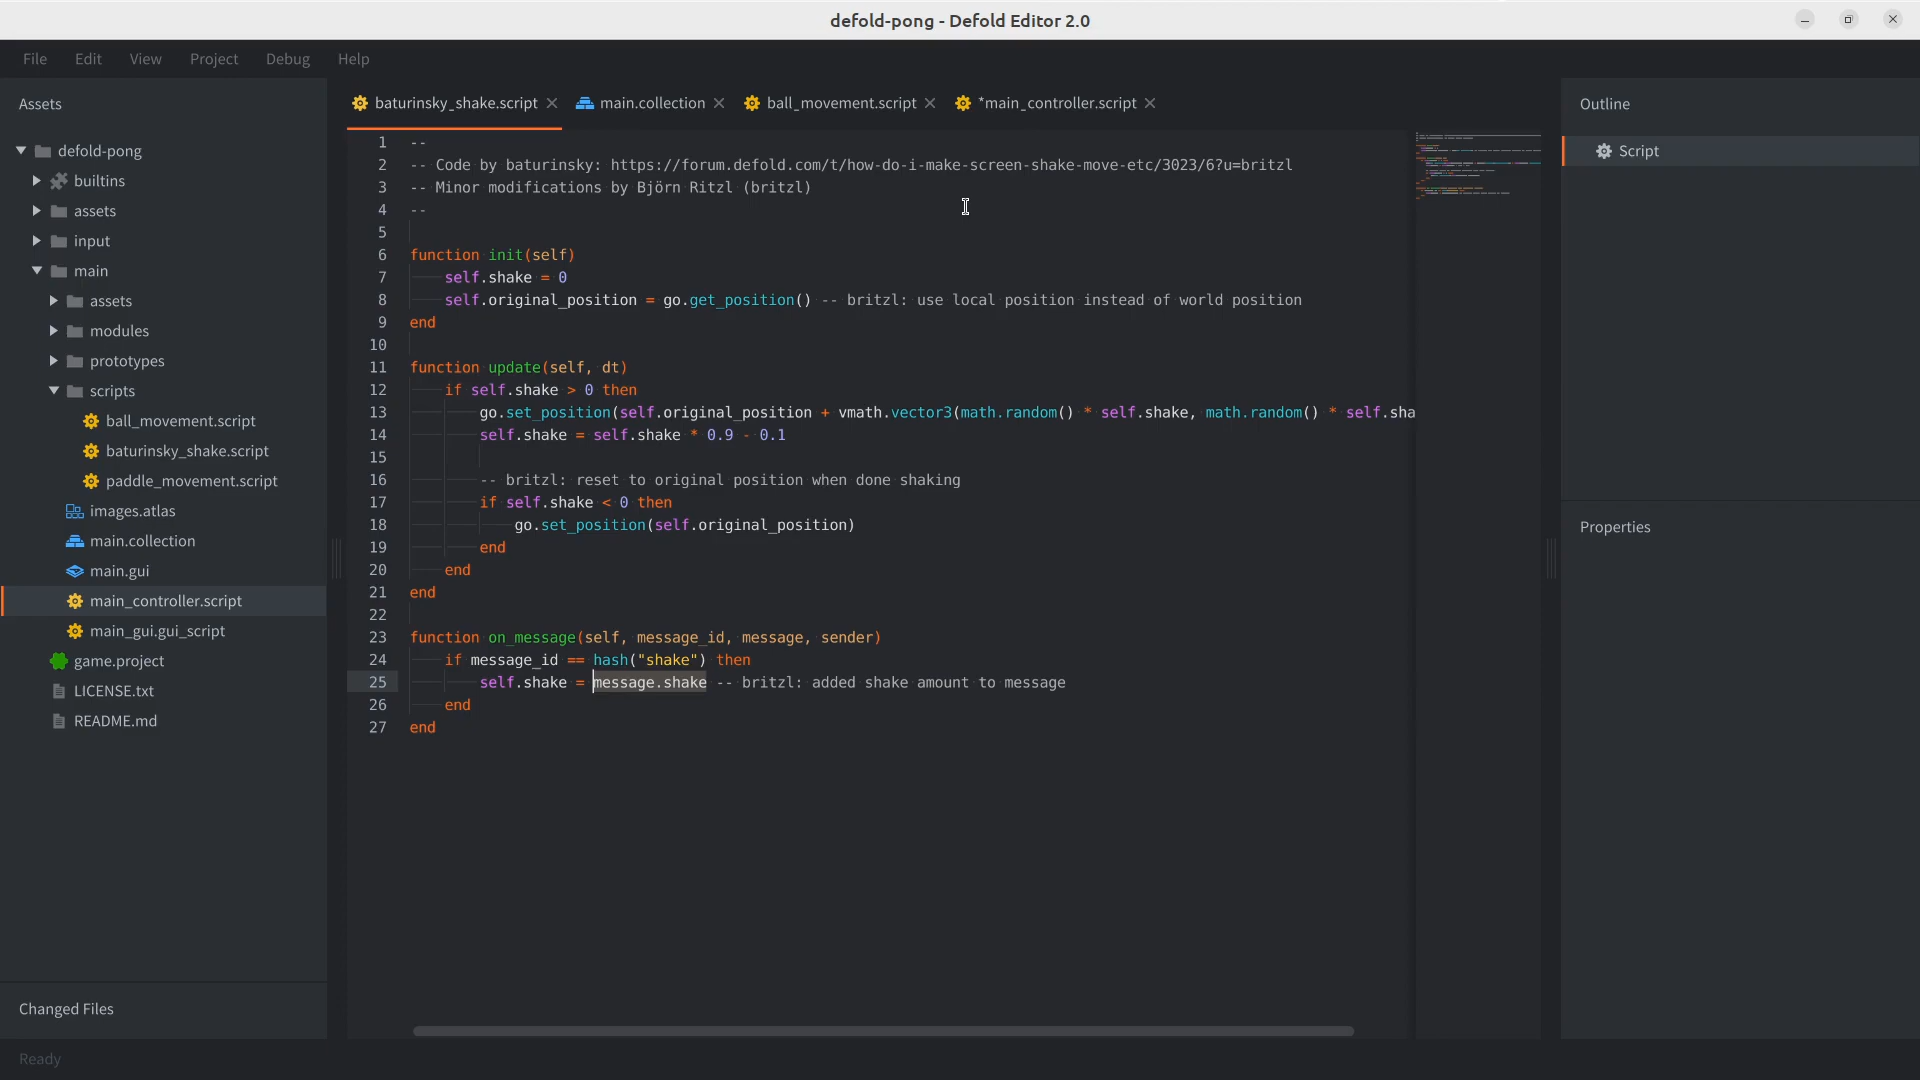 defold-pong - Defold Editor 2.0
File Edit View Project Debug Help
Assets
defold-pong
builtins
assets
input
main
assets
modules
prototypes
scripts
ball_movement.script
baturinsky_shake.script
paddle_movement.script
images.atlas
main.collection
main.gui
main_controller.script
main_gui.gui_script
game.project
LICENSE.txt
README.md
Changed Files
Ready
baturinsky_shake.script main.collection ball_movement.script *main_controller.script
1 --
2 -- Code by baturinsky: https://forum.defold.com/t/how-do-i-make-screen-shake-move-etc/3023/6?u=britzl
3 -- Minor modifications by Björn Ritzl (britzl)
4 --
5
6 function init(self)
7 self.shake = 0
8 self.original_position = go.get_position() -- britzl: use local position instead of world position
9 end
10
11 function update(self, dt)
12 if self.shake > 0 then
13 go.set_position(self.original_position + vmath.vector3(math.random() * self.shake, math.random() * self.sha
14 self.shake = self.shake * 0.9 - 0.1
15
16 -- britzl: reset to original position when done shaking
17 if self.shake < 0 then
18 go.set_position(self.original_position)
19 end
20 end
21 end
22
23 function on_message(self, message_id, message, sender)
24 if message_id == hash("shake") then
25 self.shake = message.shake -- britzl: added shake amount to message
26 end
27 end
Outline
Script
Properties